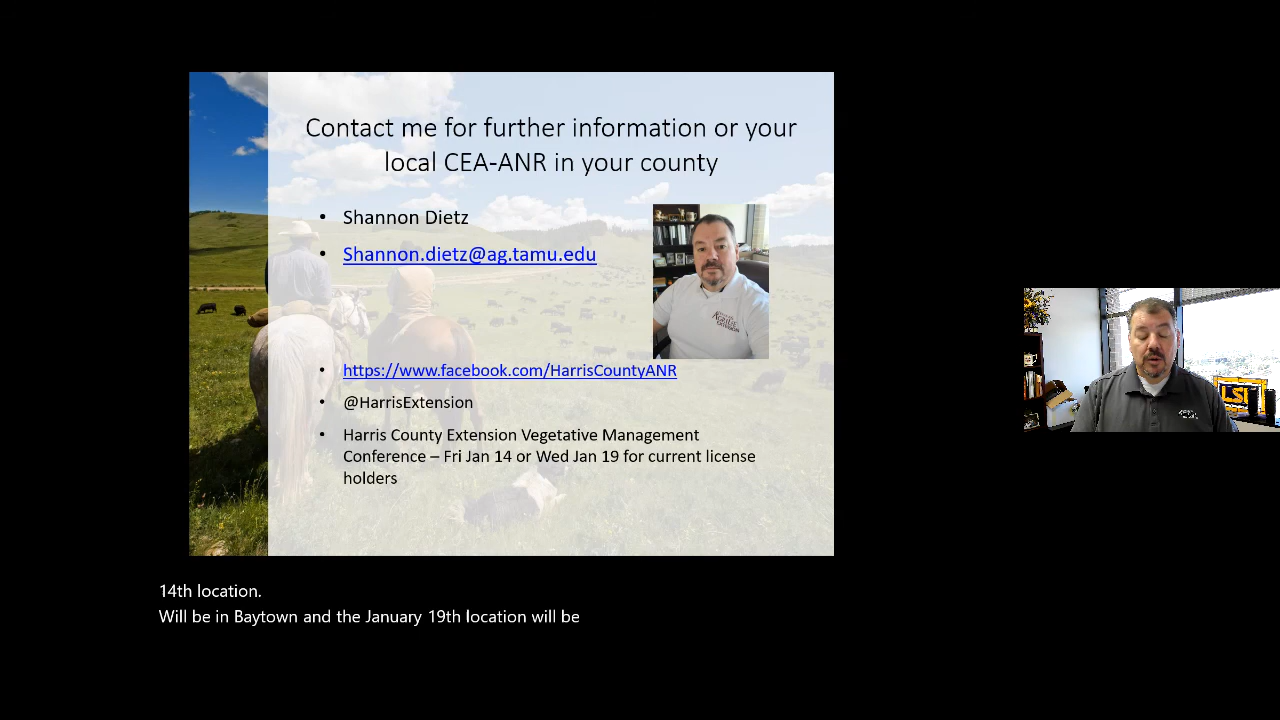 Contact me for further information or your
local CEA-ANR in your county
• Shannon Dietz
• Shannon.dietz@ag.tamu.edu
• https://www.facebook.com/HarrisCountyANR
• @HarrisExtension
• Harris County Extension Vegetative Management
Conference – Fri Jan 14 or Wed Jan 19 for current license
holders
14th location.
Will be in Baytown and the January 19th location will be